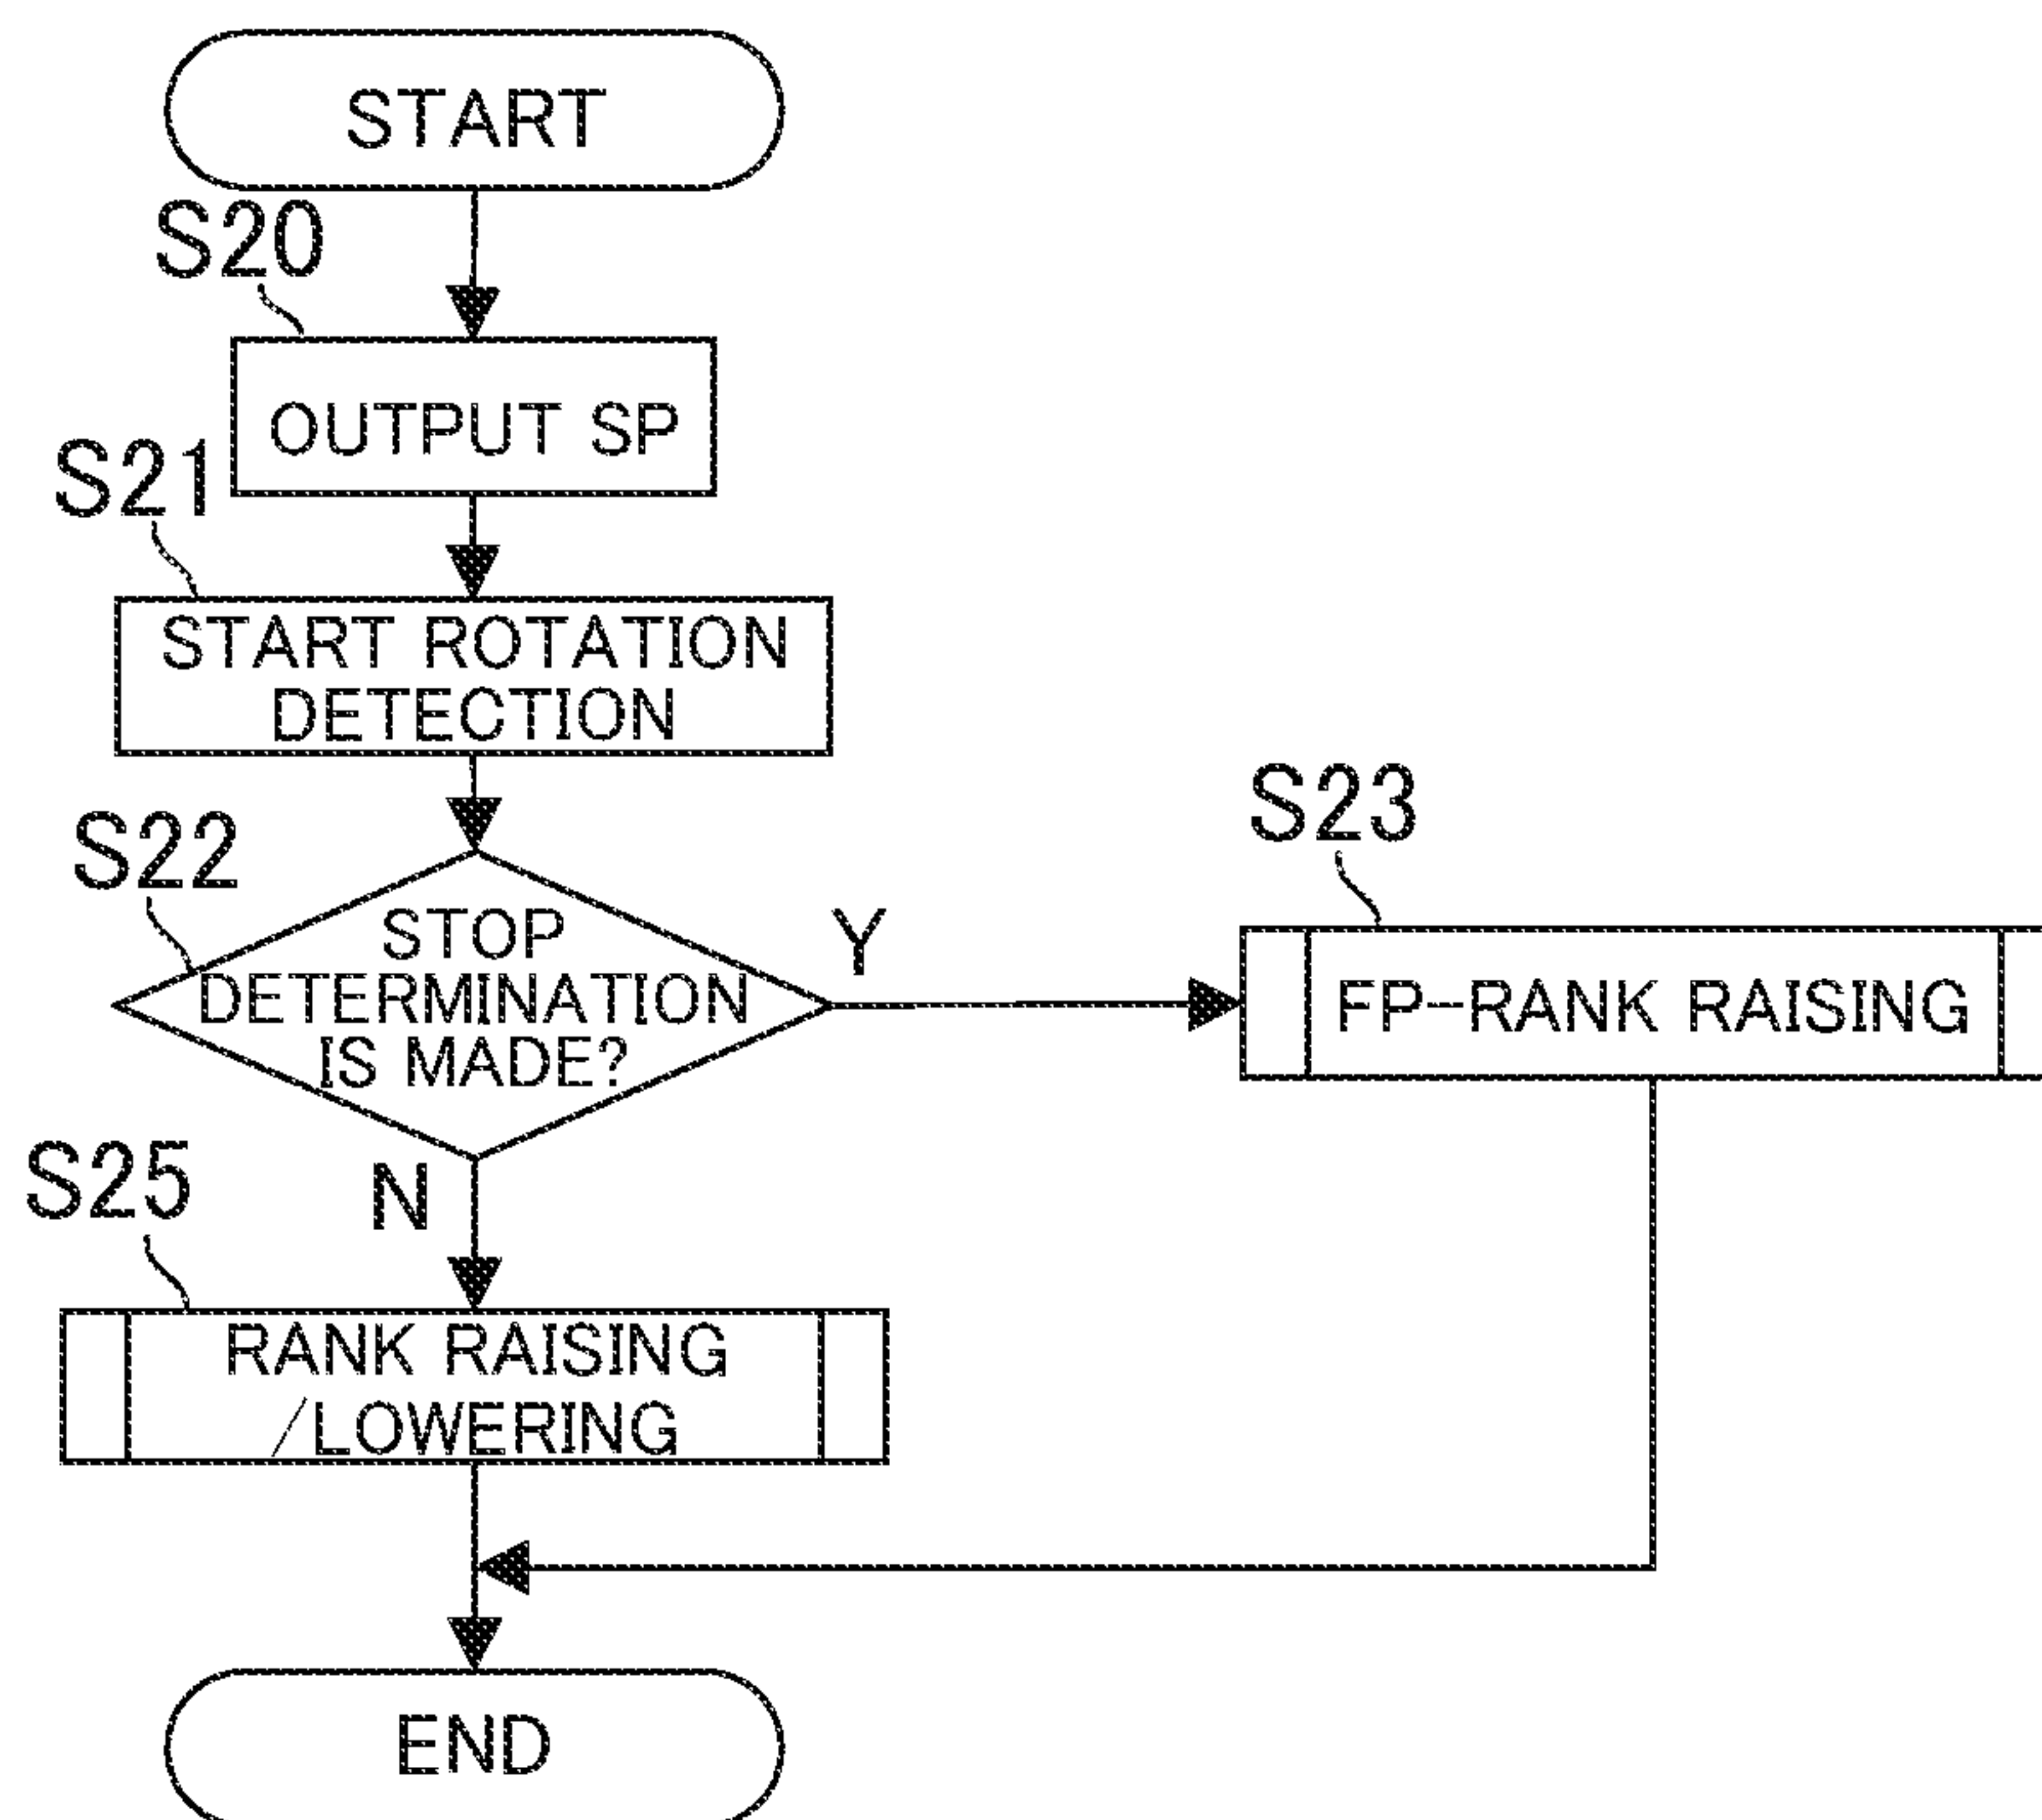 START
S20
OUTPUT SP
S21
START ROTATION
DETECTION
S22
STOP
DETERMINATION
IS MADE?
Y
S23
FP-RANK RAISING
N
S25
RANK RAISING
/LOWERING
END